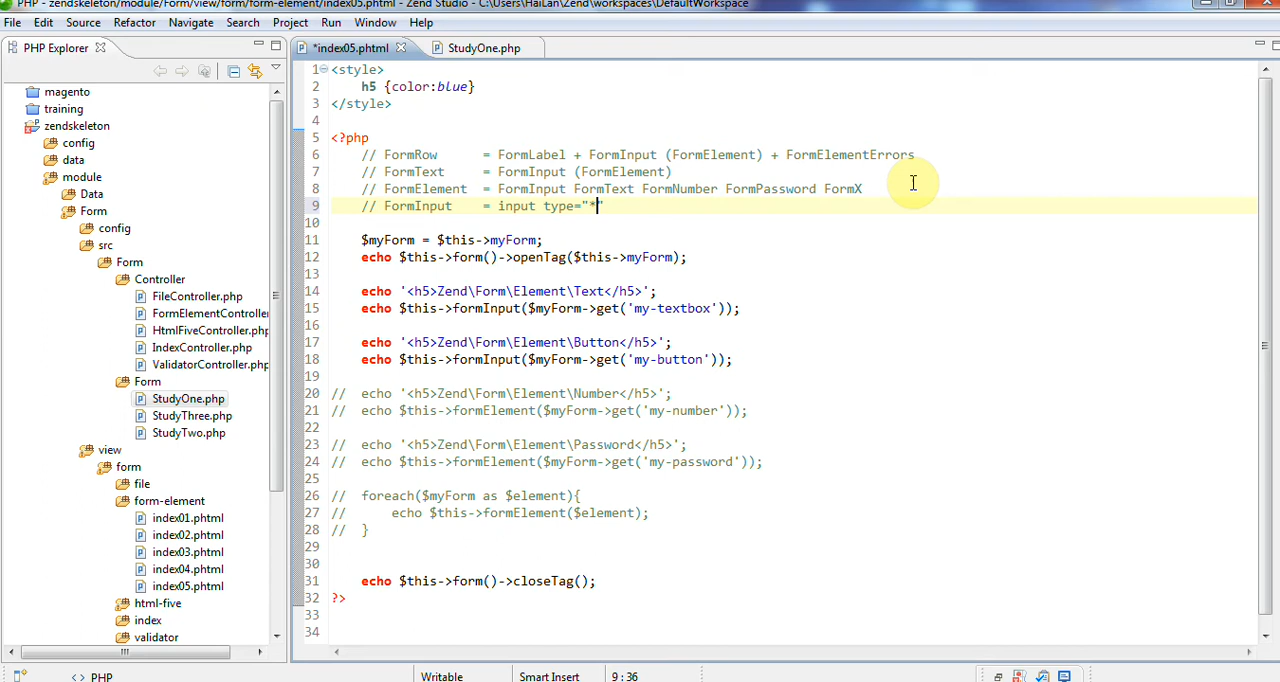 PHP - zendskeleton/module/Form/view/form/form-element/index05.phtml - Zend Studio - C:\Users\HaiLan\Zend\workspaces\DefaultWorkspace
File Edit Source Refactor Navigate Search Project Run Window Help
PHP Explorer
magento
training
zendskeleton
config
data
module
Data
Form
config
src
Form
Controller
FileController.php
FormElementController
HtmlFiveController.php
IndexController.php
ValidatorController.php
Form
StudyOne.php
StudyThree.php
StudyTwo.php
view
form
file
form-element
index01.phtml
index02.phtml
index03.phtml
index04.phtml
index05.phtml
html-five
index
validator
*index05.phtml StudyOne.php
1 <style>
2 h5 {color:blue}
3 </style>
4
5 <?php
6 // FormRow = FormLabel + FormInput (FormElement) + FormElementErrors
7 // FormText = FormInput (FormElement)
8 // FormElement = FormInput FormText FormNumber FormPassword FormX
9 // FormInput = input type="*"
10
11 $myForm = $this->myForm;
12 echo $this->form()->openTag($this->myForm);
13
14 echo '<h5>Zend\Form\Element\Text</h5>';
15 echo $this->formInput($myForm->get('my-textbox'));
16
17 echo '<h5>Zend\Form\Element\Button</h5>';
18 echo $this->formInput($myForm->get('my-button'));
19
20 // echo '<h5>Zend\Form\Element\Number</h5>';
21 // echo $this->formElement($myForm->get('my-number'));
22
23 // echo '<h5>Zend\Form\Element\Password</h5>';
24 // echo $this->formElement($myForm->get('my-password'));
25
26 // foreach($myForm as $element){
27 // echo $this->formElement($element);
28 // }
29
30
31 echo $this->form()->closeTag();
32 ?>
33
34
<> PHP Writable Smart Insert 9 : 36